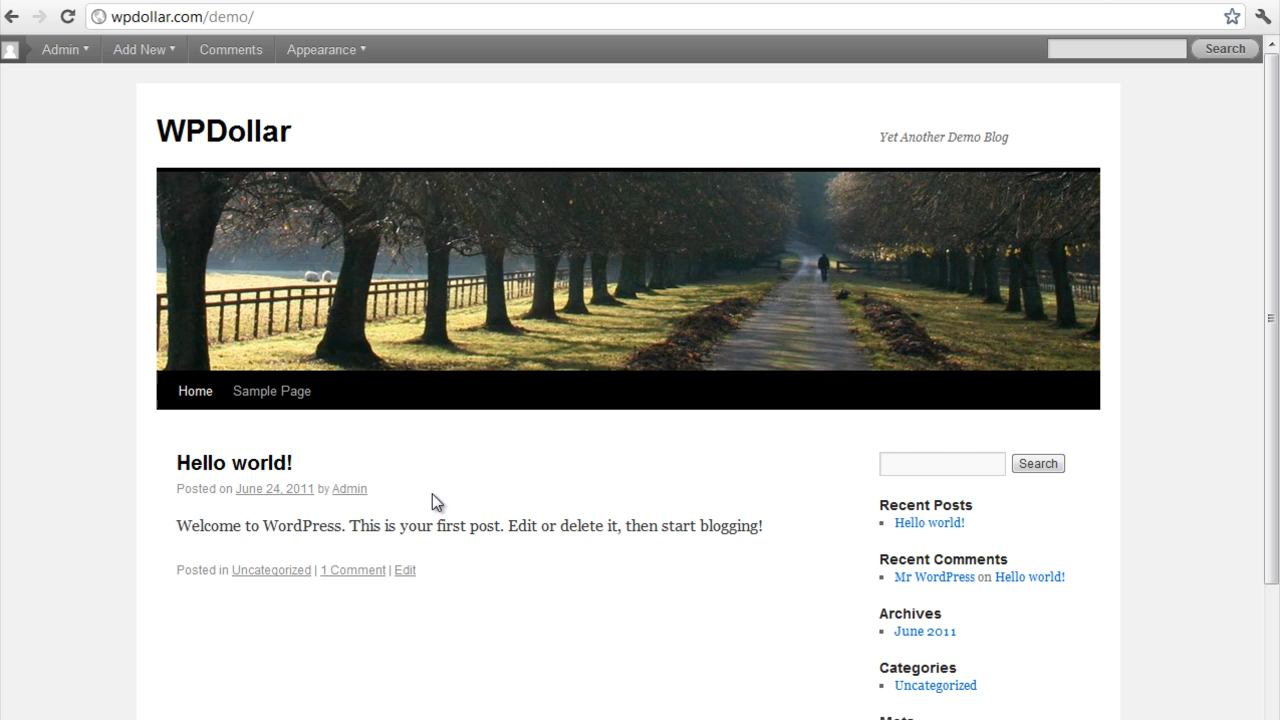 wpdollar.com/demo/
Admin Add New Comments Appearance Search
WPDollar
Yet Another Demo Blog
Home Sample Page
Hello world!
Posted on June 24, 2011 by Admin
Welcome to WordPress. This is your first post. Edit or delete it, then start blogging!
Posted in Uncategorized | 1 Comment | Edit
Search
Recent Posts
Hello world!
Recent Comments
Mr WordPress on Hello world!
Archives
June 2011
Categories
Uncategorized